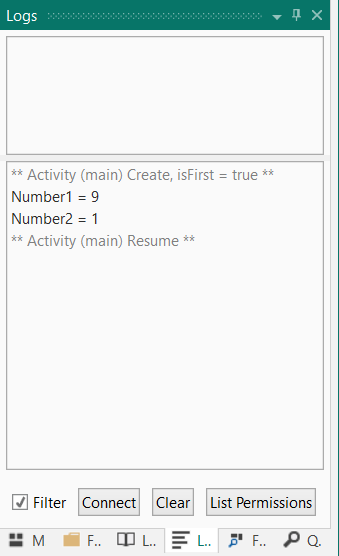 Logs
** Activity (main) Create, isFirst = true **
Number1 = 9
Number2 = 1
** Activity (main) Resume **
Filter Connect Clear List Permissions
M F.. L.. L.. F.. Q.